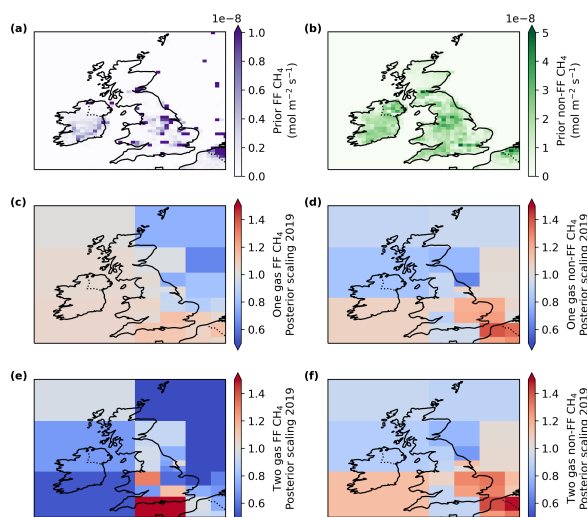 (a)
1e−8
1.0
0.8
0.6
0.4
0.2
0.0
Prior FF CH4
(mol m−2 s−1)
(b)
1e−8
5
4
3
2
1
0
Prior non-FF CH4
(mol m−2 s−1)
(c)
1.4
1.2
1.0
0.8
0.6
One gas FF CH4
Posterior scaling 2019
(d)
1.4
1.2
1.0
0.8
0.6
One gas non-FF CH4
Posterior scaling 2019
(e)
1.4
1.2
1.0
0.8
0.6
Two gas FF CH4
Posterior scaling 2019
(f)
1.4
1.2
1.0
0.8
0.6
Two gas non-FF CH4
Posterior scaling 2019